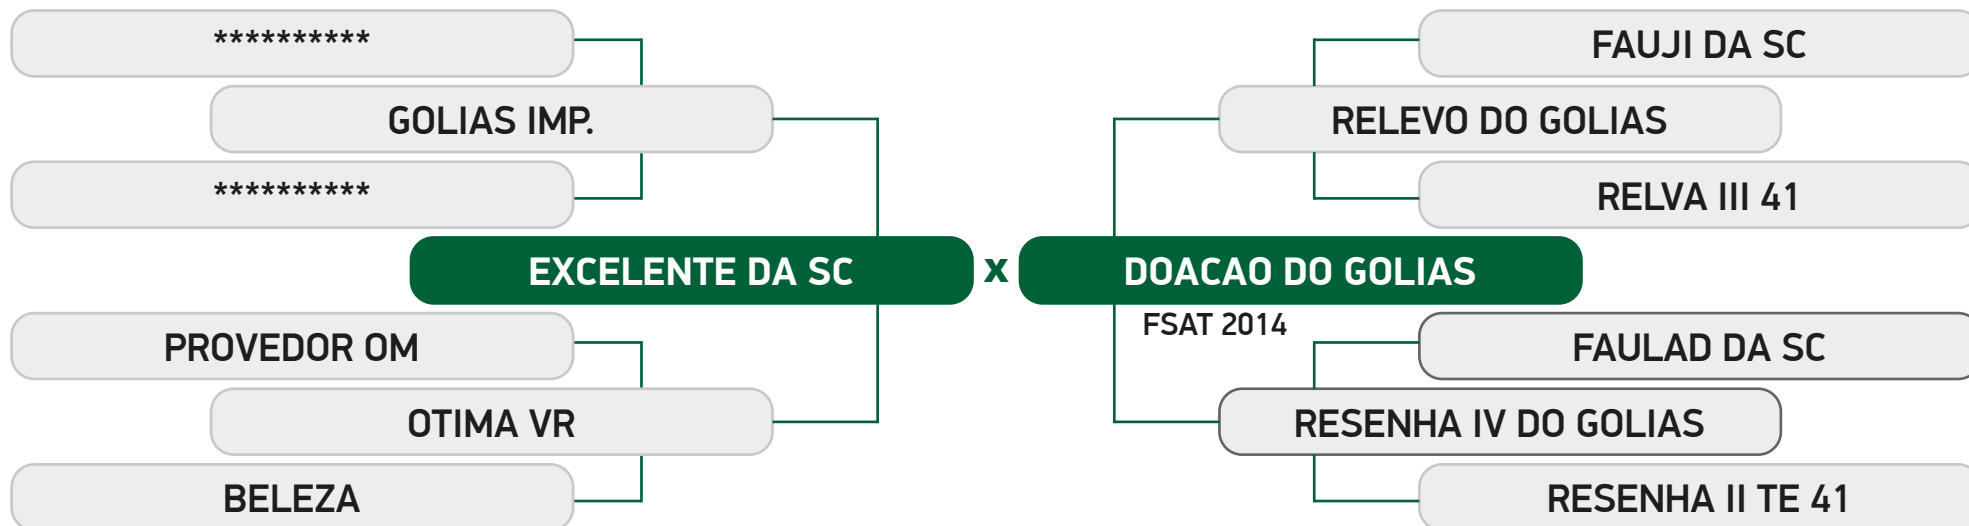 **********
GOLIAS IMP.
**********
EXCELENTE DA SC
PROVEDOR OM
OTIMA VR
BELEZA
x
FAUJI DA SC
RELEVO DO GOLIAS
RELVA III 41
DOACAO DO GOLIAS
FSAT 2014
FAULAD DA SC
RESENHA IV DO GOLIAS
RESENHA II TE 41